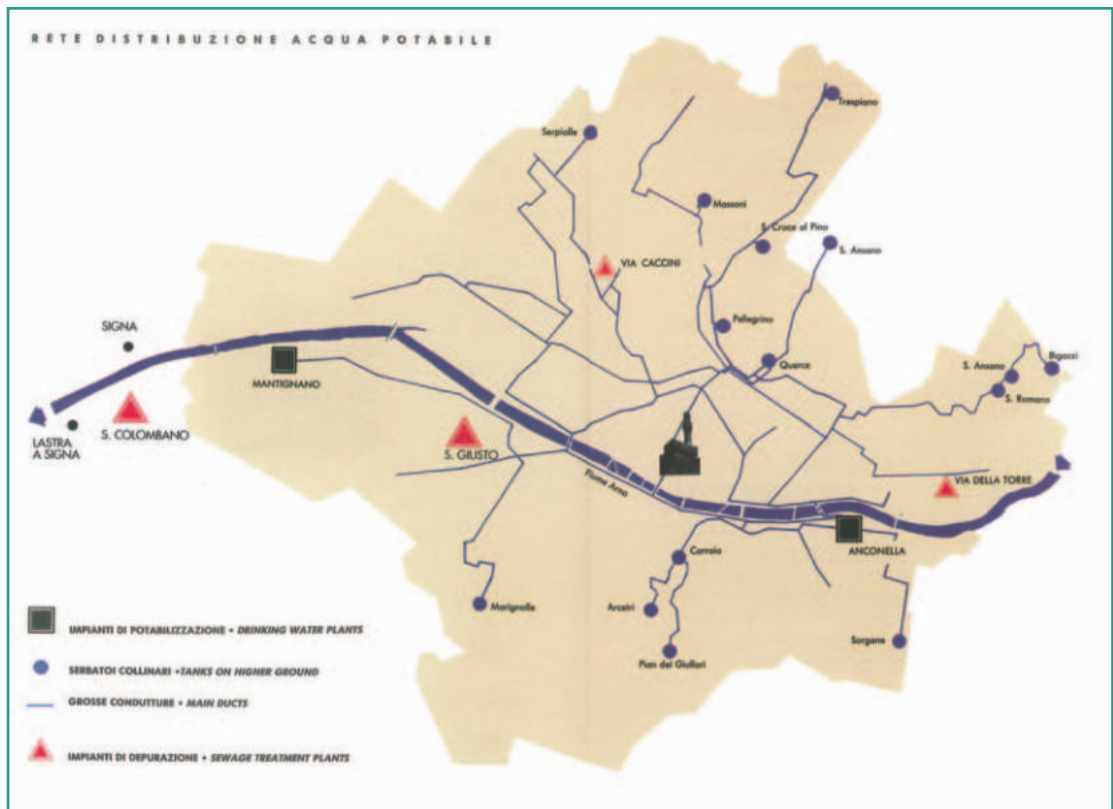 RETE DISTRIBUZIONE ACQUA POTABILE
Trespiano
Serpiolle
Massoni
S. Croce al Pino
S. Ansano
VIA CACCINI
Pellegrino
SIGNA
Querce
Bigozzi
S. Ansano
S. Romano
MANTIGNANO
LASTRA
A SIGNA
S. COLOMBANO
S. GIUSTO
Fiume Arno
VIA DELLA TORRE
ANCONELLA
Carraia
Marignolle
Arcetri
Sorgane
Pian dei Giullari
IMPIANTI DI POTABILIZZAZIONE • DRINKING WATER PLANTS
SERBATOI COLLINARI • TANKS ON HIGHER GROUND
GROSSE CONDUTTURE • MAIN DUCTS
IMPIANTI DI DEPURAZIONE • SEWAGE TREATMENT PLANTS